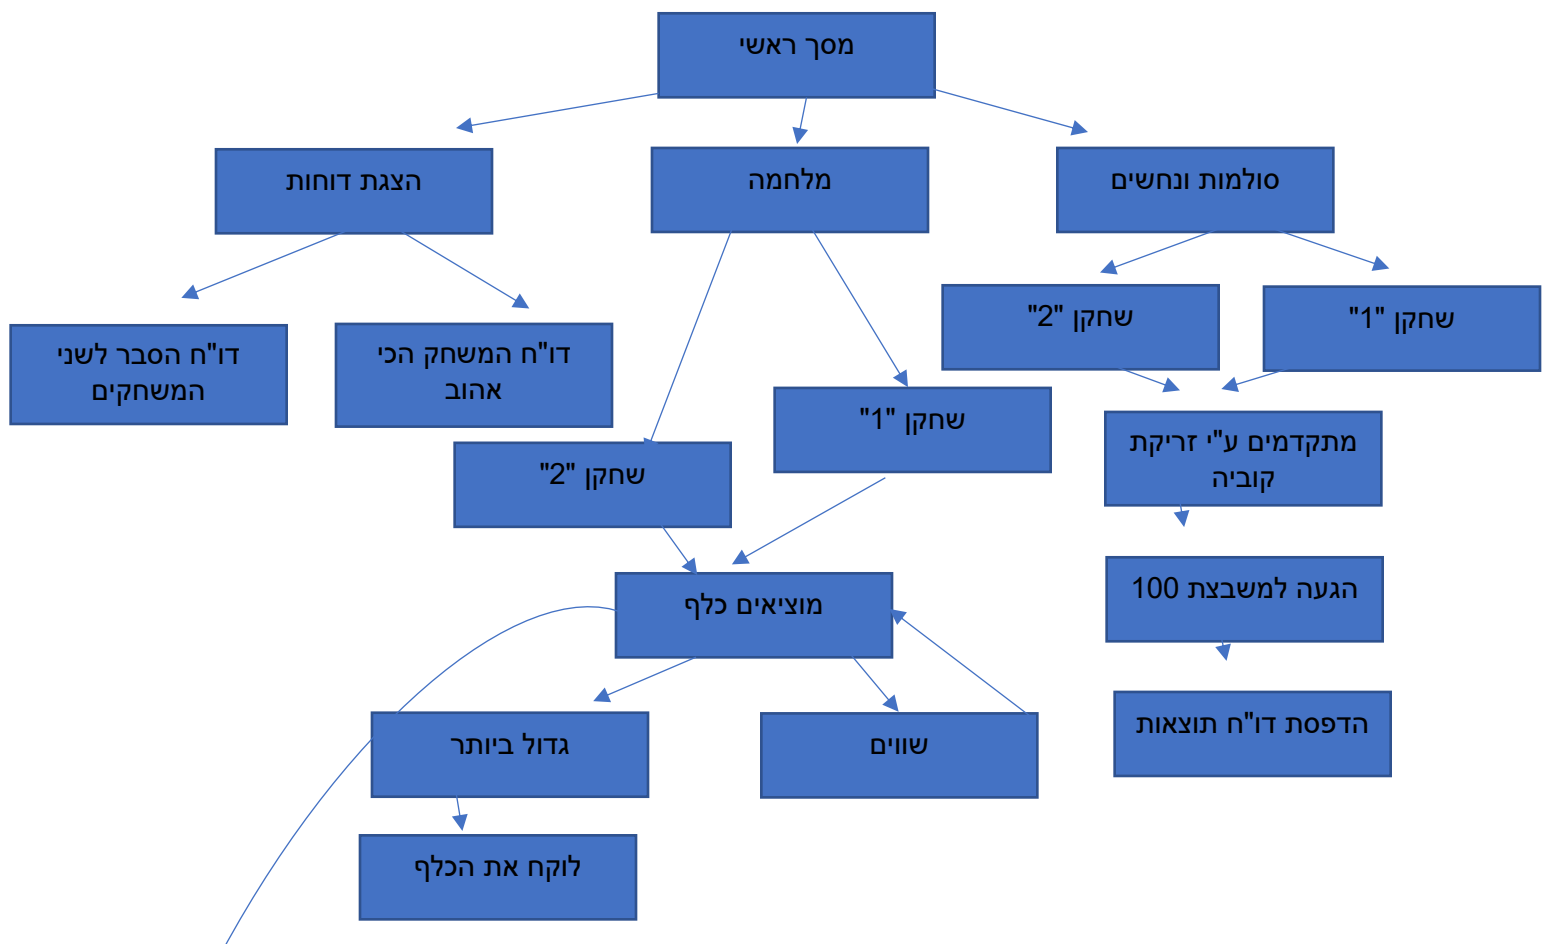 מסך ראשי
סולמות ונחשים
מלחמה
הצגת דוחות
שחקן "1"
שחקן "2"
דו"ח המשחק הכי
אהוב
דו"ח הסבר לשני
המשחקים
שחקן "1"
שחקן "2"
מתקדמים ע"י זריקת
קוביה
הגעה למשבצת 100
מוציאים כלף
הדפסת דו"ח תוצאות
שווים
גדול ביותר
לוקח את הכלף